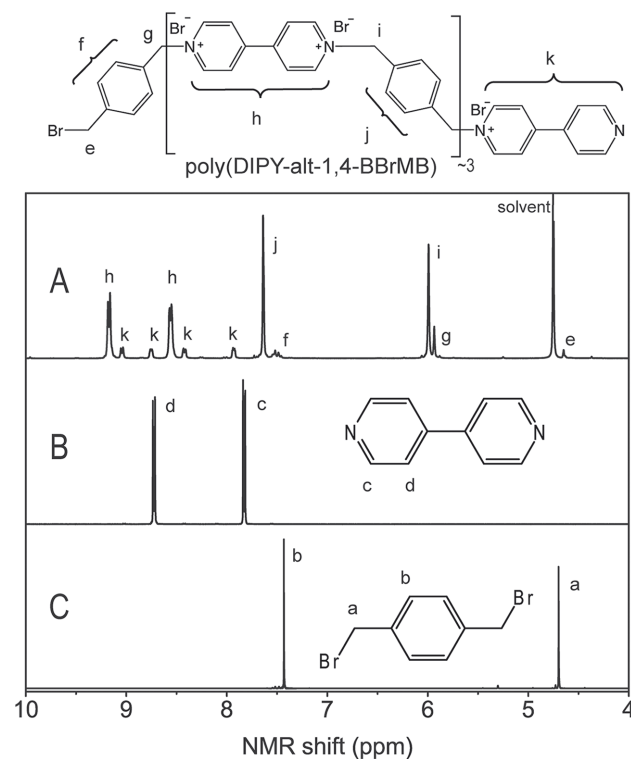 Br⁻
Br⁻
g
i
f
k
N⁺
N⁺
Br⁻
h
j
N⁺
N
Br
e
poly(DIPY-alt-1,4-BBrMB)
~3
solvent
A
h
h
j
i
k
k
k
k
f
g
e
B
d
c
N
N
c
d
C
b
b
a
a
Br
Br
10
9
8
7
6
5
4
NMR shift (ppm)